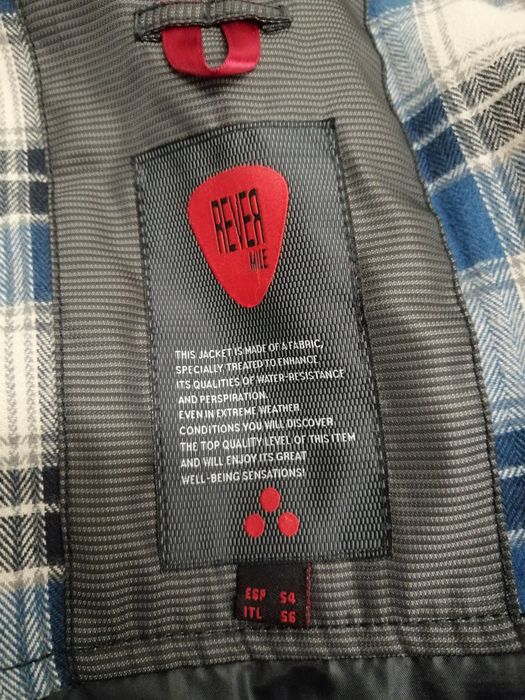 REVER
MILE
THIS JACKET IS MADE OF A FABRIC,
SPECIALLY TREATED TO ENHANCE
ITS QUALITIES OF WATER-RESISTANCE
AND PERSPIRATION.
EVEN IN EXTREME WEATHER
CONDITIONS YOU WILL DISCOVER
THE TOP QUALITY LEVEL OF THIS ITEM
AND WILL ENJOY IT'S GREAT
WELL-BEING SENSATIONS!
ESP 54
ITL 56